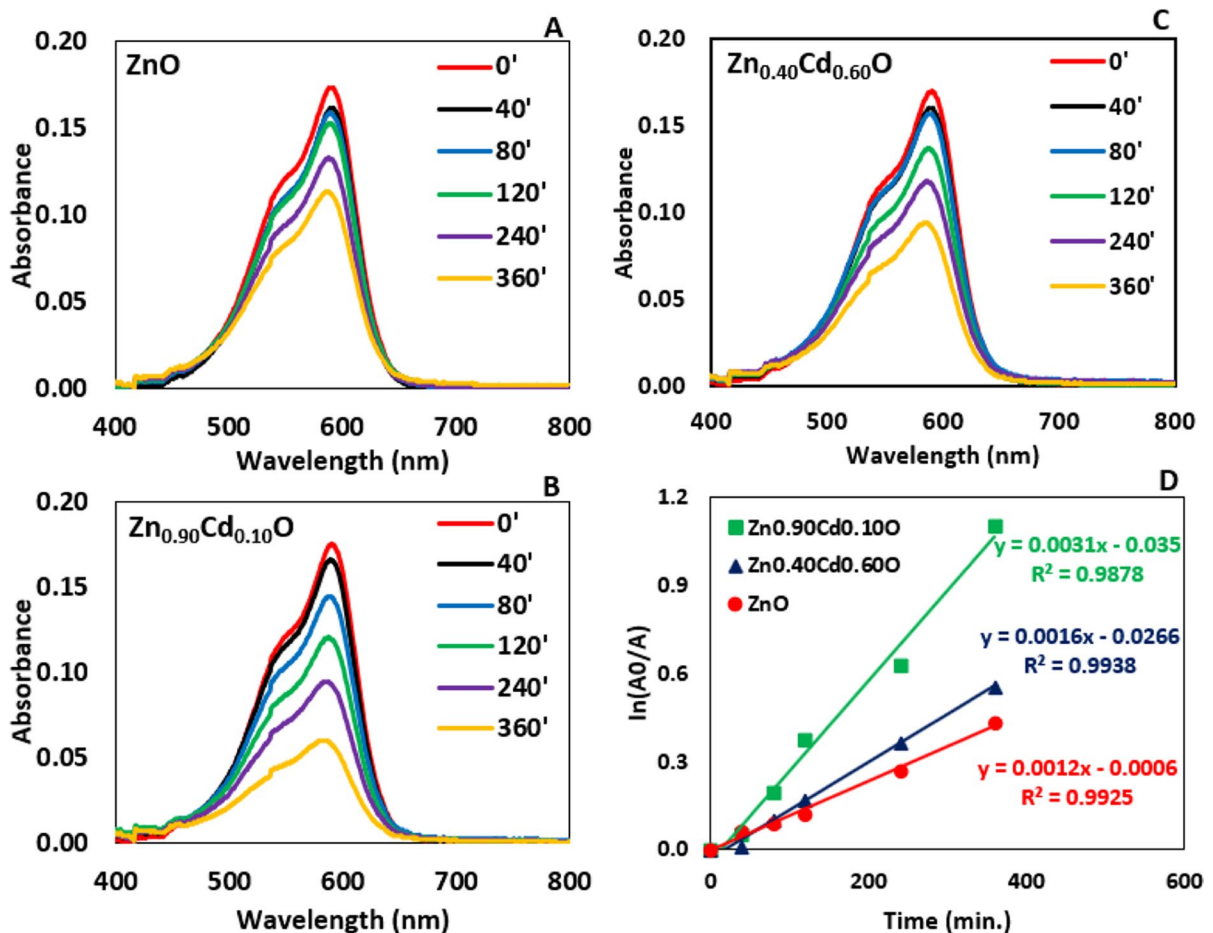 A
ZnO
0'
40'
80'
120'
240'
360'
0.20
0.15
0.10
0.05
0.00
Absorbance
400 500 600 700 800
Wavelength (nm)
C
Zn0.40Cd0.60O
0'
40'
80'
120'
240'
360'
0.20
0.15
0.10
0.05
0.00
Absorbance
400 500 600 700 800
Wavelength (nm)
B
Zn0.90Cd0.10O
0'
40'
80'
120'
240'
360'
0.20
0.15
0.10
0.05
0.00
Absorbance
400 500 600 700 800
Wavelength (nm)
D
Zn0.90Cd0.10O
Zn0.40Cd0.60O
ZnO
y = 0.0031x - 0.035
R² = 0.9878
y = 0.0016x - 0.0266
R² = 0.9938
y = 0.0012x - 0.0006
R² = 0.9925
1.2
0.9
0.6
0.3
0.0
ln(A0/A)
0 200 400 600
Time (min.)